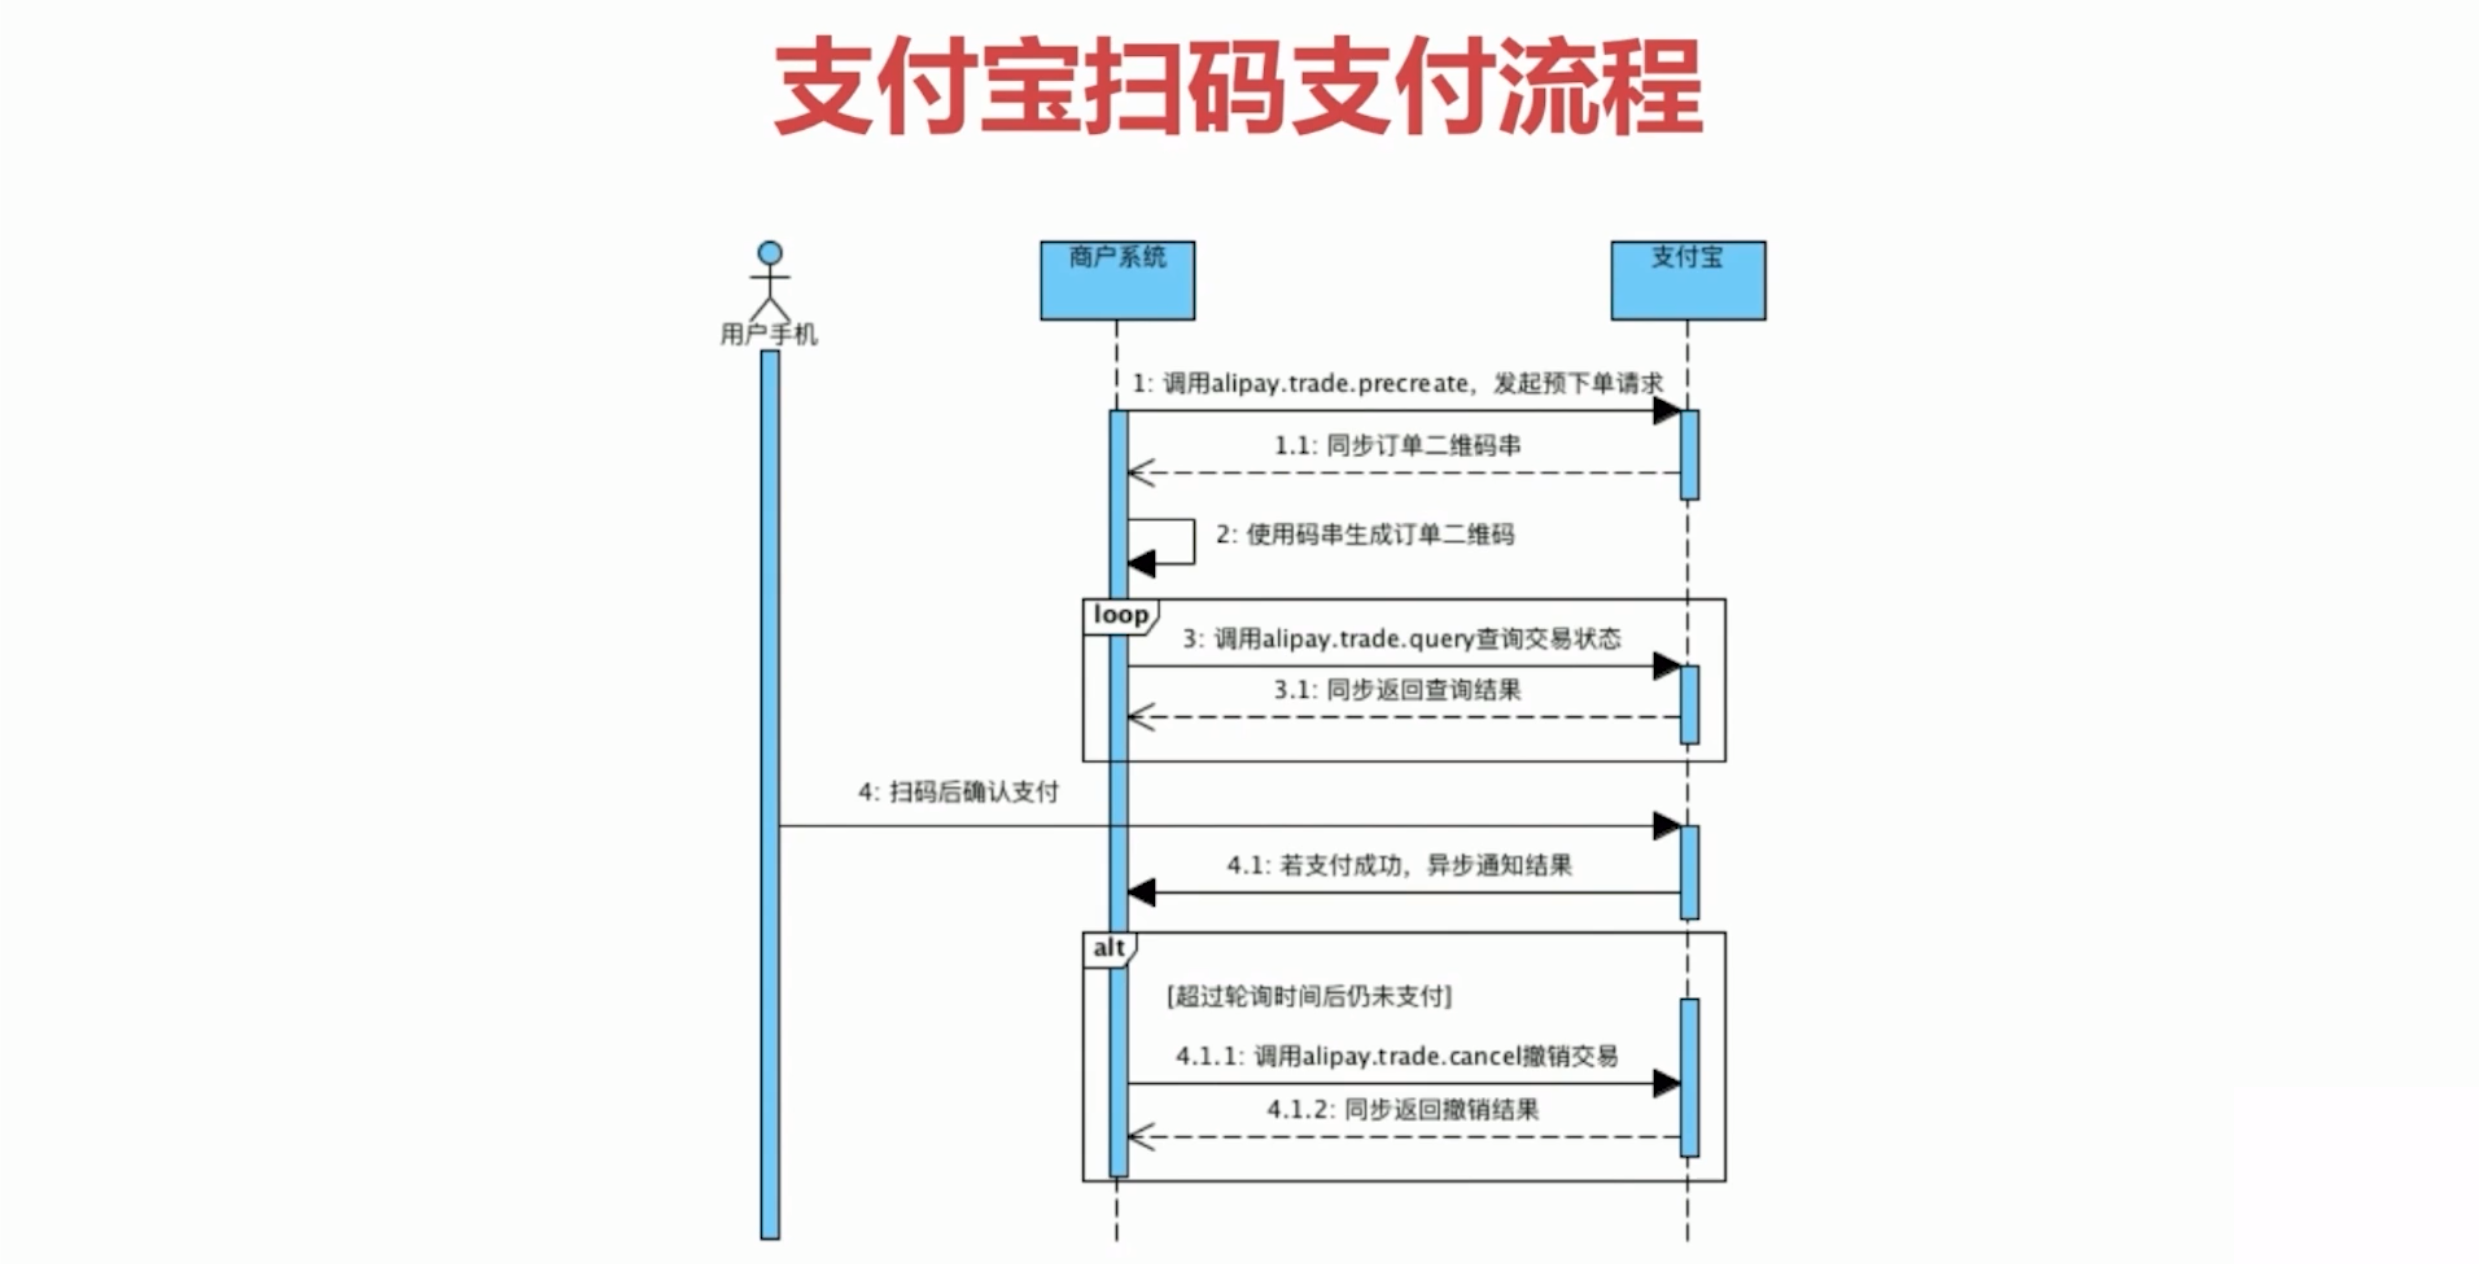 支付宝扫码支付流程
用户手机
商户系统
支付宝
1: 调用alipay.trade.precreate，发起预下单请求
1.1: 同步订单二维码串
2: 使用码串生成订单二维码
loop
3: 调用alipay.trade.query查询交易状态
3.1: 同步返回查询结果
4: 扫码后确认支付
4.1: 若支付成功，异步通知结果
alt
[超过轮询时间后仍未支付]
4.1.1: 调用alipay.trade.cancel撤销交易
4.1.2: 同步返回撤销结果